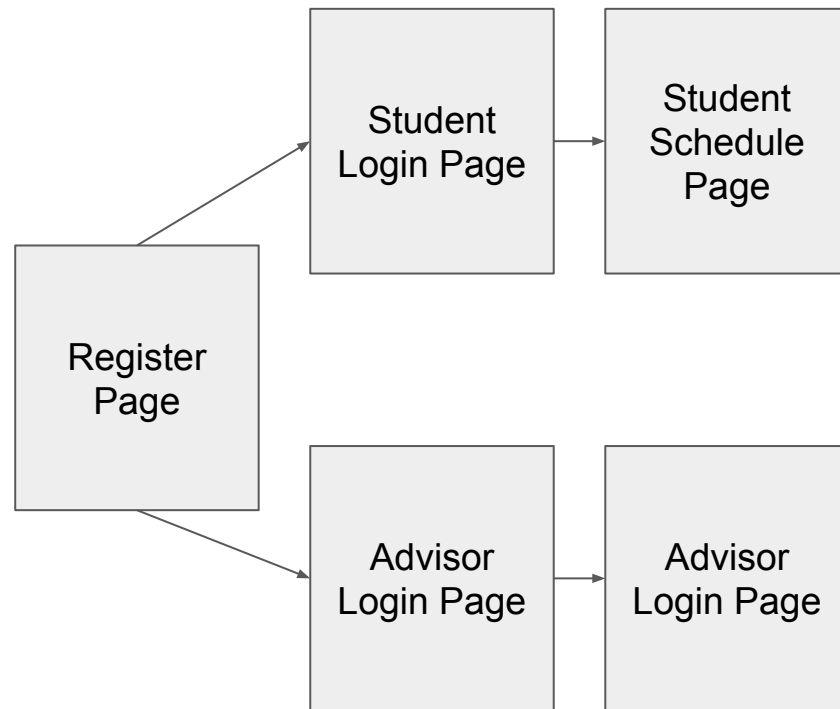 Student
Login Page
Student
Schedule
Page
Register
Page
Advisor
Login Page
Advisor
Login Page